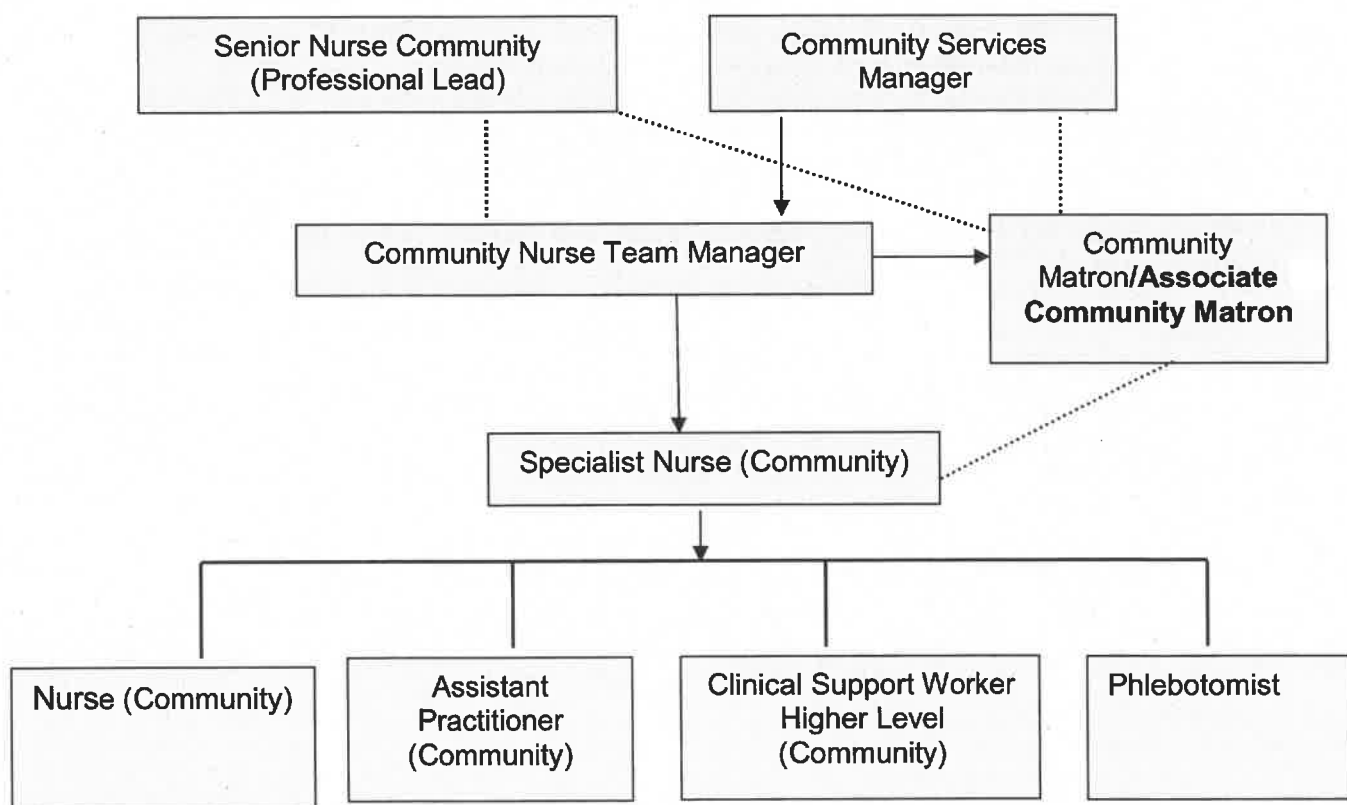 Senior Nurse Community
(Professional Lead)
Community Services
Manager
Community Nurse Team Manager
Community
Matron/Associate
Community Matron
Specialist Nurse (Community)
Nurse (Community)
Assistant
Practitioner
(Community)
Clinical Support Worker
Higher Level
(Community)
Phlebotomist